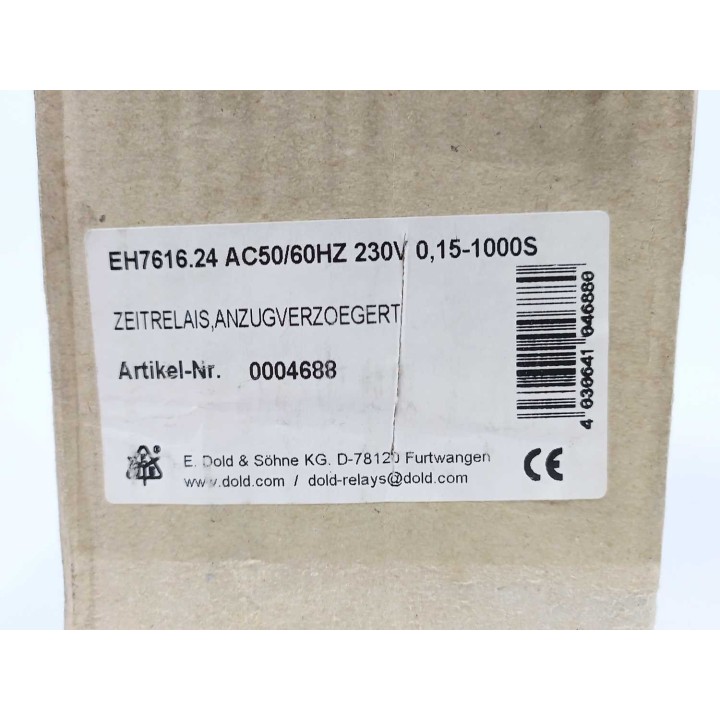 EH7616.24 AC50/60HZ 230V 0,15-1000S
ZEITRELAIS,ANZUGVERZOEGERT
Artikel-Nr. 0004688
4 030641 046880
®
E. Dold & Söhne KG. D-78120 Furtwangen
www.dold.com / dold-relays@dold.com
CE